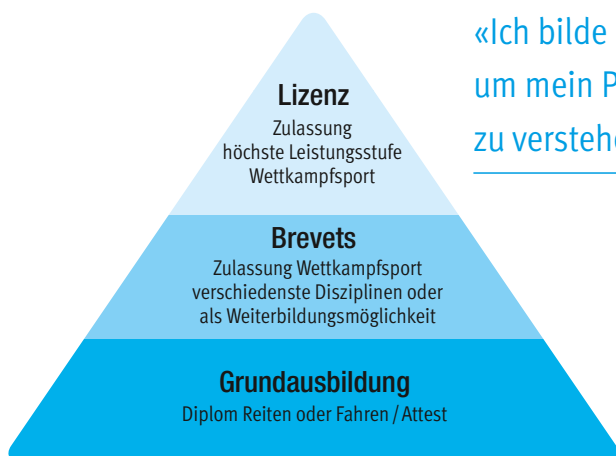 «Ich bilde
um mein
zu
Lizenz
Zulassung
höchste Leistungsstufe
Wettkampfsport
Brevets
Zulassung Wettkampfsport
verschiedenste Disziplinen oder
als Weiterbildungsmöglichkeit
Grundausbildung
Diplom Reiten oder Fahren / Attest